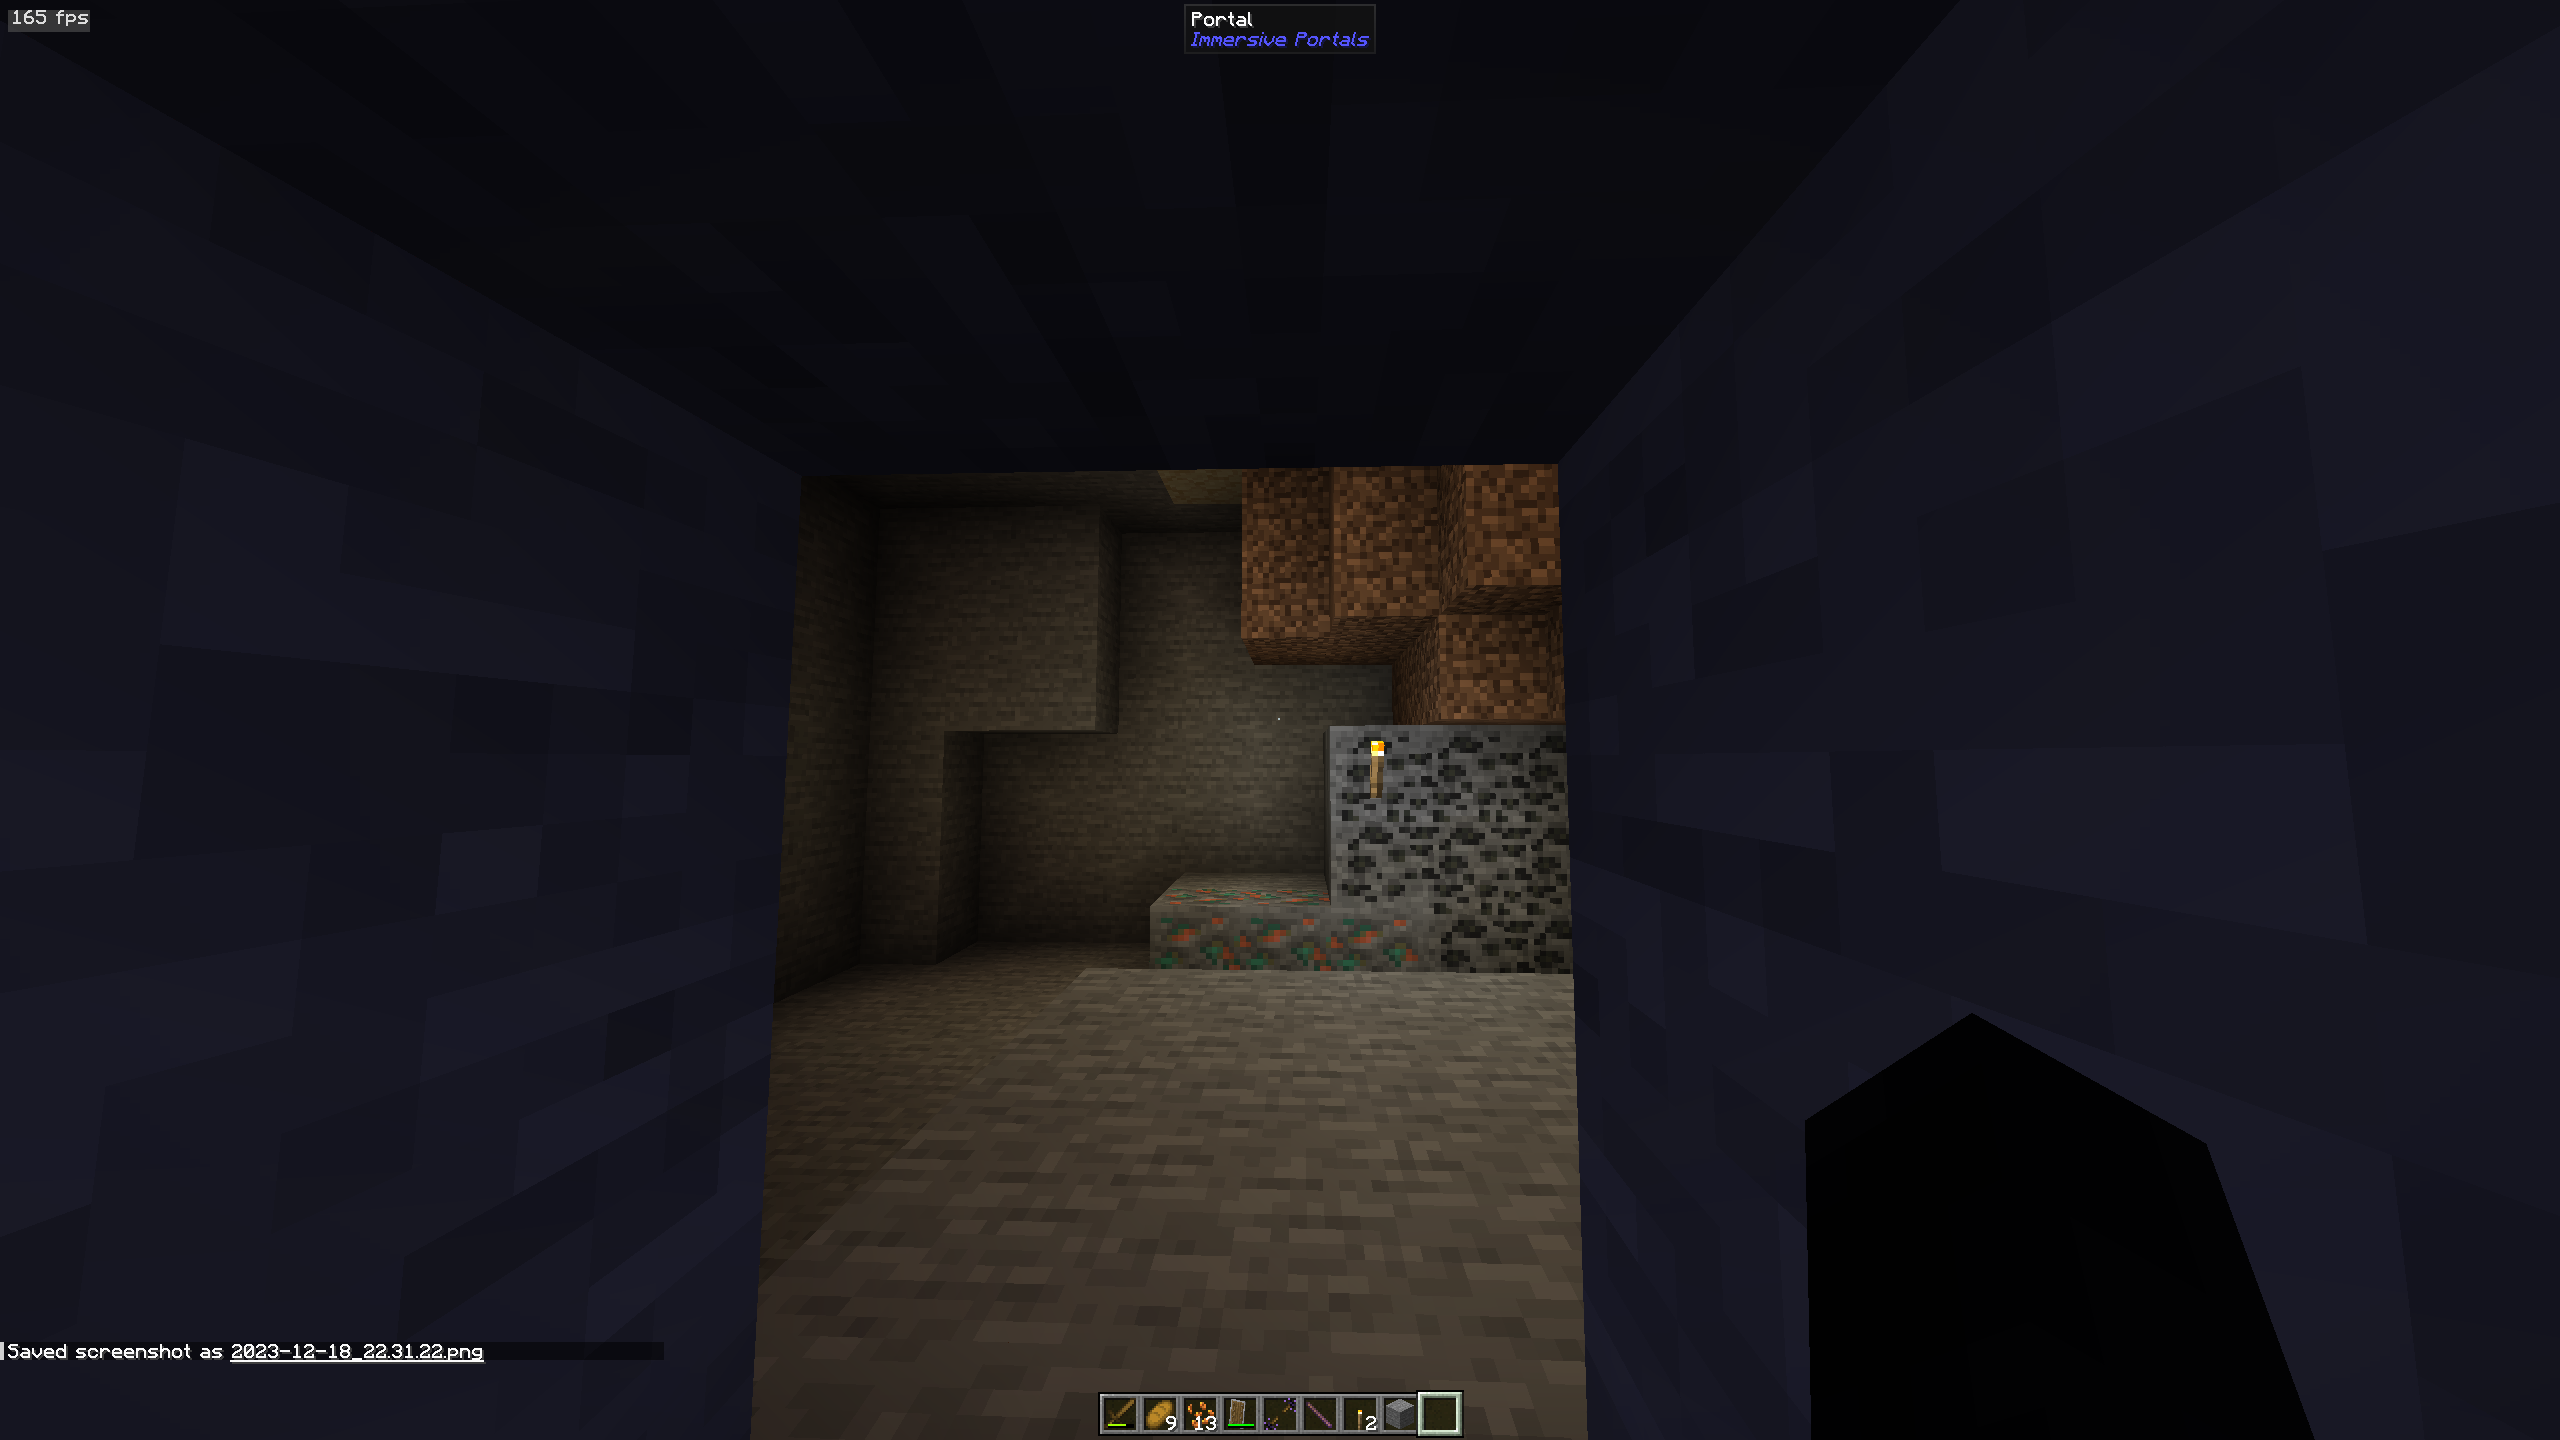 165 fps
Portal
Immersive Portals
Saved screenshot as 2023-12-18_22.31.22.png
9 13 2